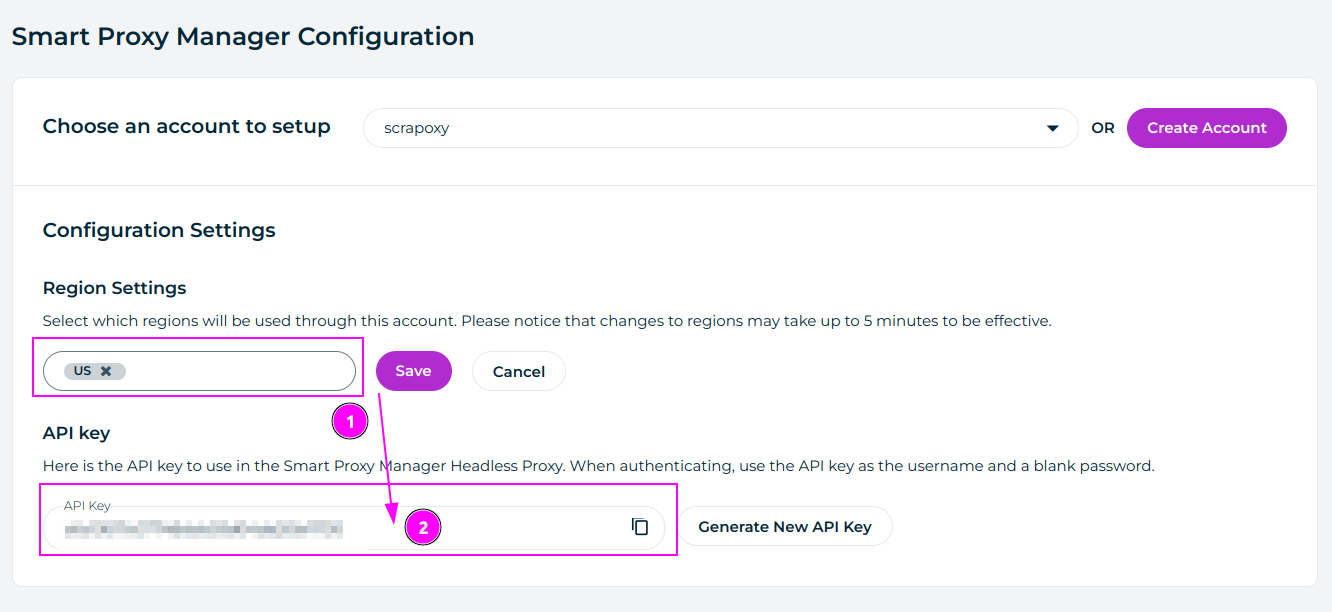 Smart Proxy Manager Configuration
Choose an account to setup
scrapoxy
OR
Create Account
Configuration Settings
Region Settings
Select which regions will be used through this account. Please notice that changes to regions may take up to 5 minutes to be effective.
US
Save
Cancel
1
API key
Here is the API key to use in the Smart Proxy Manager Headless Proxy. When authenticating, use the API key as the username and a blank password.
API Key
2
Generate New API Key